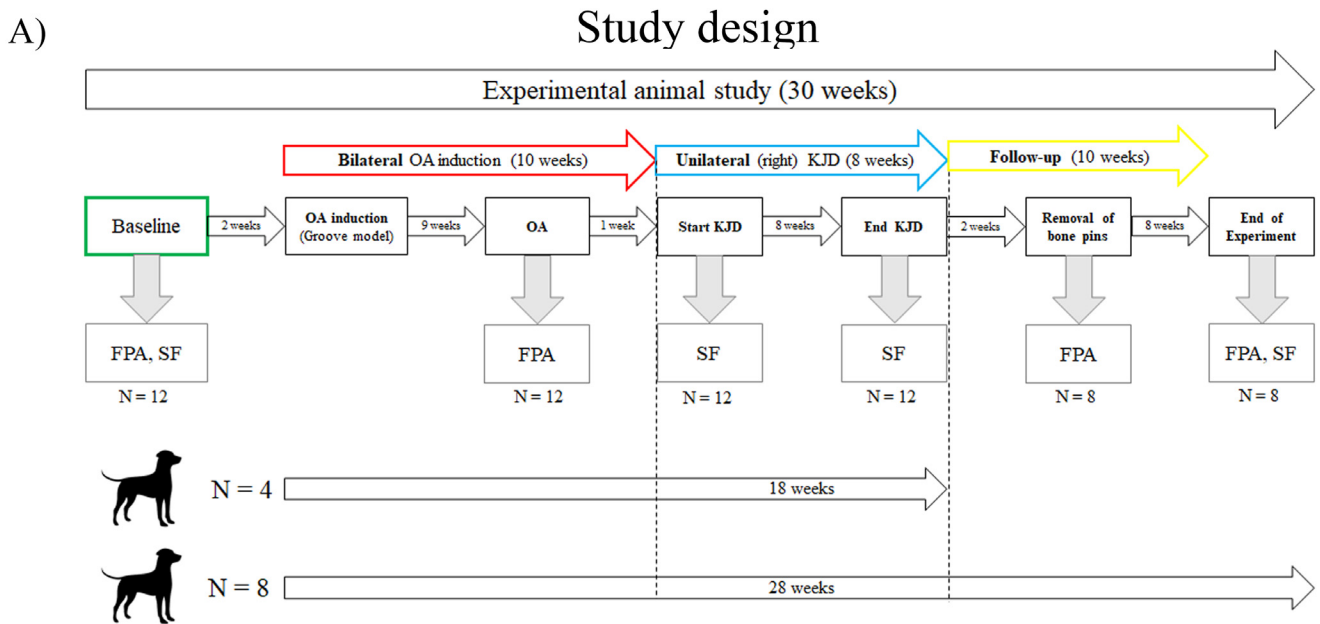 A)
Study design
Experimental animal study (30 weeks)
Bilateral OA induction (10 weeks)
Unilateral (right) KJD (8 weeks)
Follow-up (10 weeks)
Baseline
2 weeks
OA induction
(Groove model)
9 weeks
OA
1 week
Start KJD
8 weeks
End KJD
2 weeks
Removal of
bone pins
8 weeks
End of
Experiment
FPA, SF
FPA
SF
SF
FPA
FPA, SF
N = 12
N = 12
N = 12
N = 12
N = 8
N = 8
N = 4
18 weeks
N = 8
28 weeks